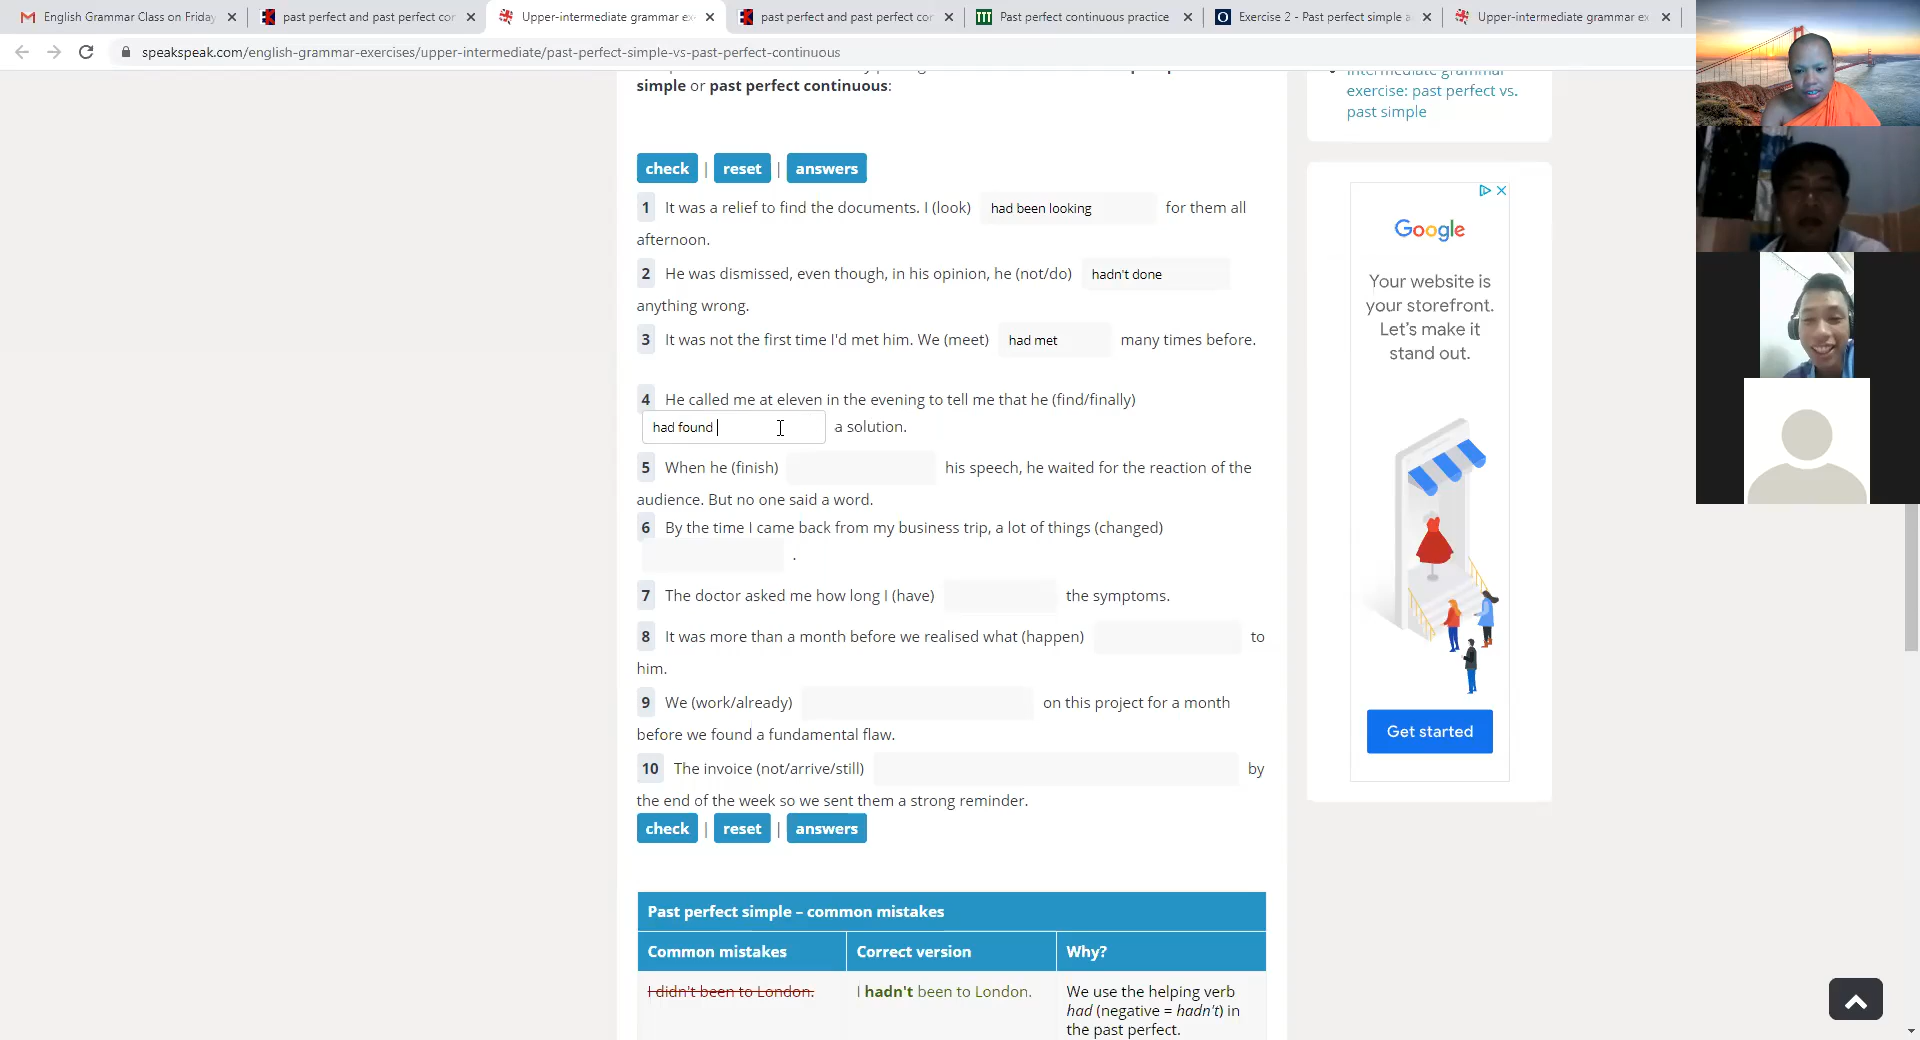 English Grammar Class on Friday
past perfect and past perfect cor
Upper-intermediate grammar ex
past perfect and past perfect cor
Past perfect continuous practice
Exercise 2 - Past perfect simple a
Upper-intermediate grammar ex
speakspeak.com/english-grammar-exercises/upper-intermediate/past-perfect-simple-vs-past-perfect-continuous
simple or past perfect continuous:
check | reset | answers
1 It was a relief to find the documents. I (look) had been looking for them all
afternoon.
2 He was dismissed, even though, in his opinion, he (not/do) hadn't done
anything wrong.
3 It was not the first time I'd met him. We (meet) had met many times before.
4 He called me at eleven in the evening to tell me that he (find/finally)
had found a solution.
5 When he (finish) his speech, he waited for the reaction of the
audience. But no one said a word.
6 By the time I came back from my business trip, a lot of things (changed)
.
7 The doctor asked me how long I (have) the symptoms.
8 It was more than a month before we realised what (happen) to
him.
9 We (work/already) on this project for a month
before we found a fundamental flaw.
10 The invoice (not/arrive/still) by
the end of the week so we sent them a strong reminder.
check | reset | answers
Past perfect simple – common mistakes
Common mistakes Correct version Why?
I didn't been to London. I hadn't been to London. We use the helping verb
had (negative = hadn't) in
the past perfect.
intermediate grammar
exercise: past perfect vs.
past simple
Google
Your website is
your storefront.
Let's make it
stand out.
Get started